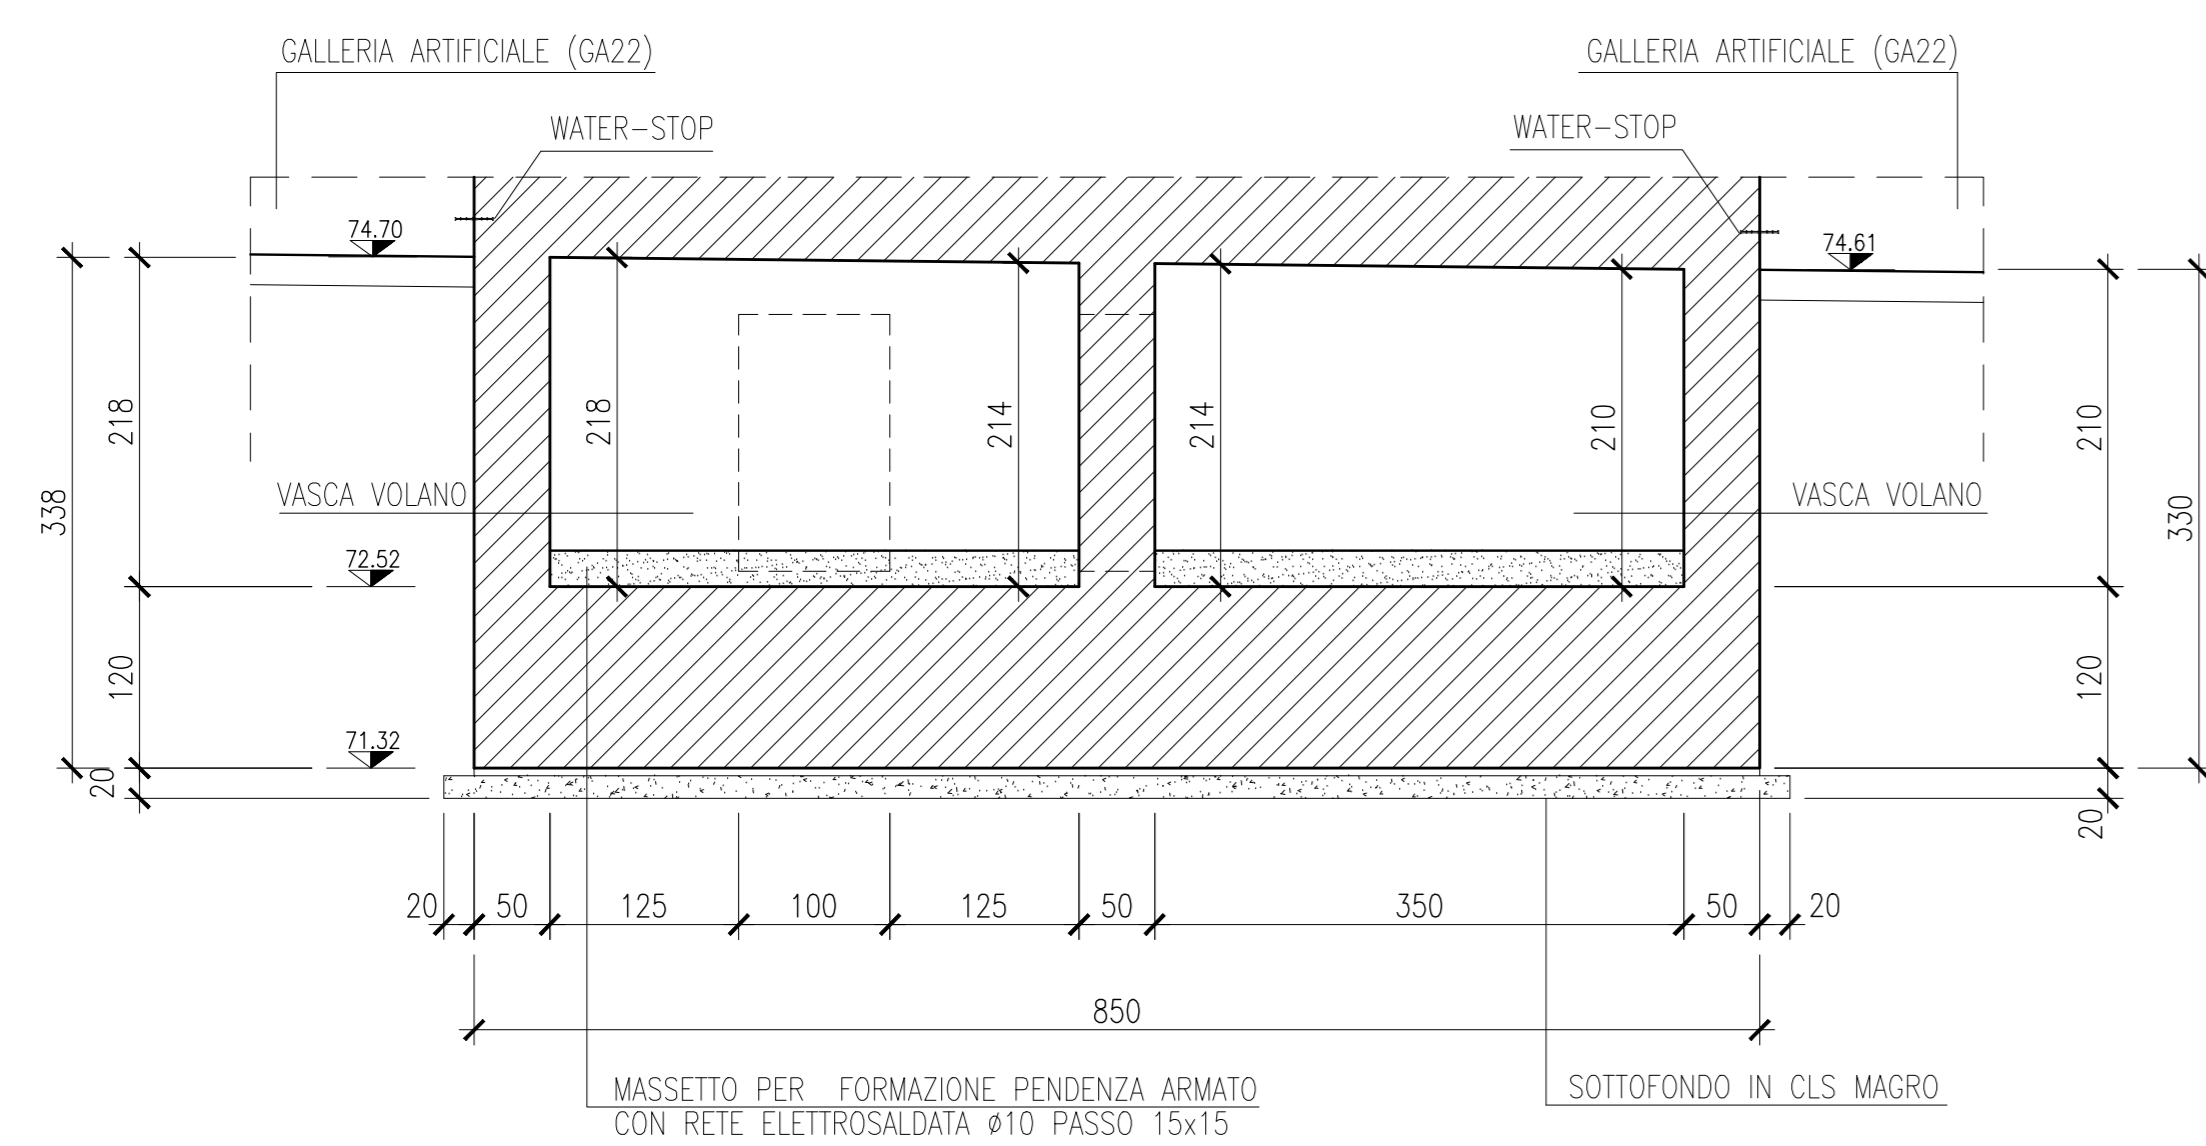 GALLERIA ARTIFICIALE (GA22)
GALLERIA ARTIFICIALE (GA22)
WATER-STOP
WATER-STOP
74.70
74.61
218
218
214
214
210
210
338
330
VASCA VOLANO
VASCA VOLANO
72.52
120
120
71.32
20
20
20
50
125
100
125
50
350
50
20
850
MASSETTO PER FORMAZIONE PENDENZA ARMATO
CON RETE ELETTROSALDATA ø10 PASSO 15x15
SOTTOFONDO IN CLS MAGRO